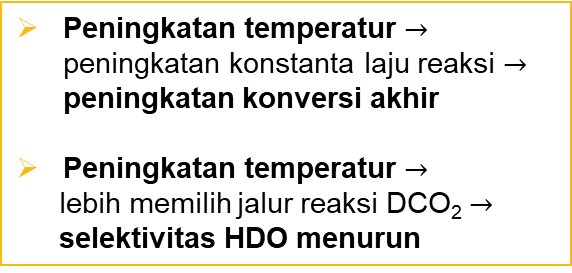 ➢ Peningkatan temperatur →
peningkatan konstanta laju reaksi →
peningkatan konversi akhir
➢ Peningkatan temperatur →
lebih memilih jalur reaksi DCO₂ →
selektivitas HDO menurun